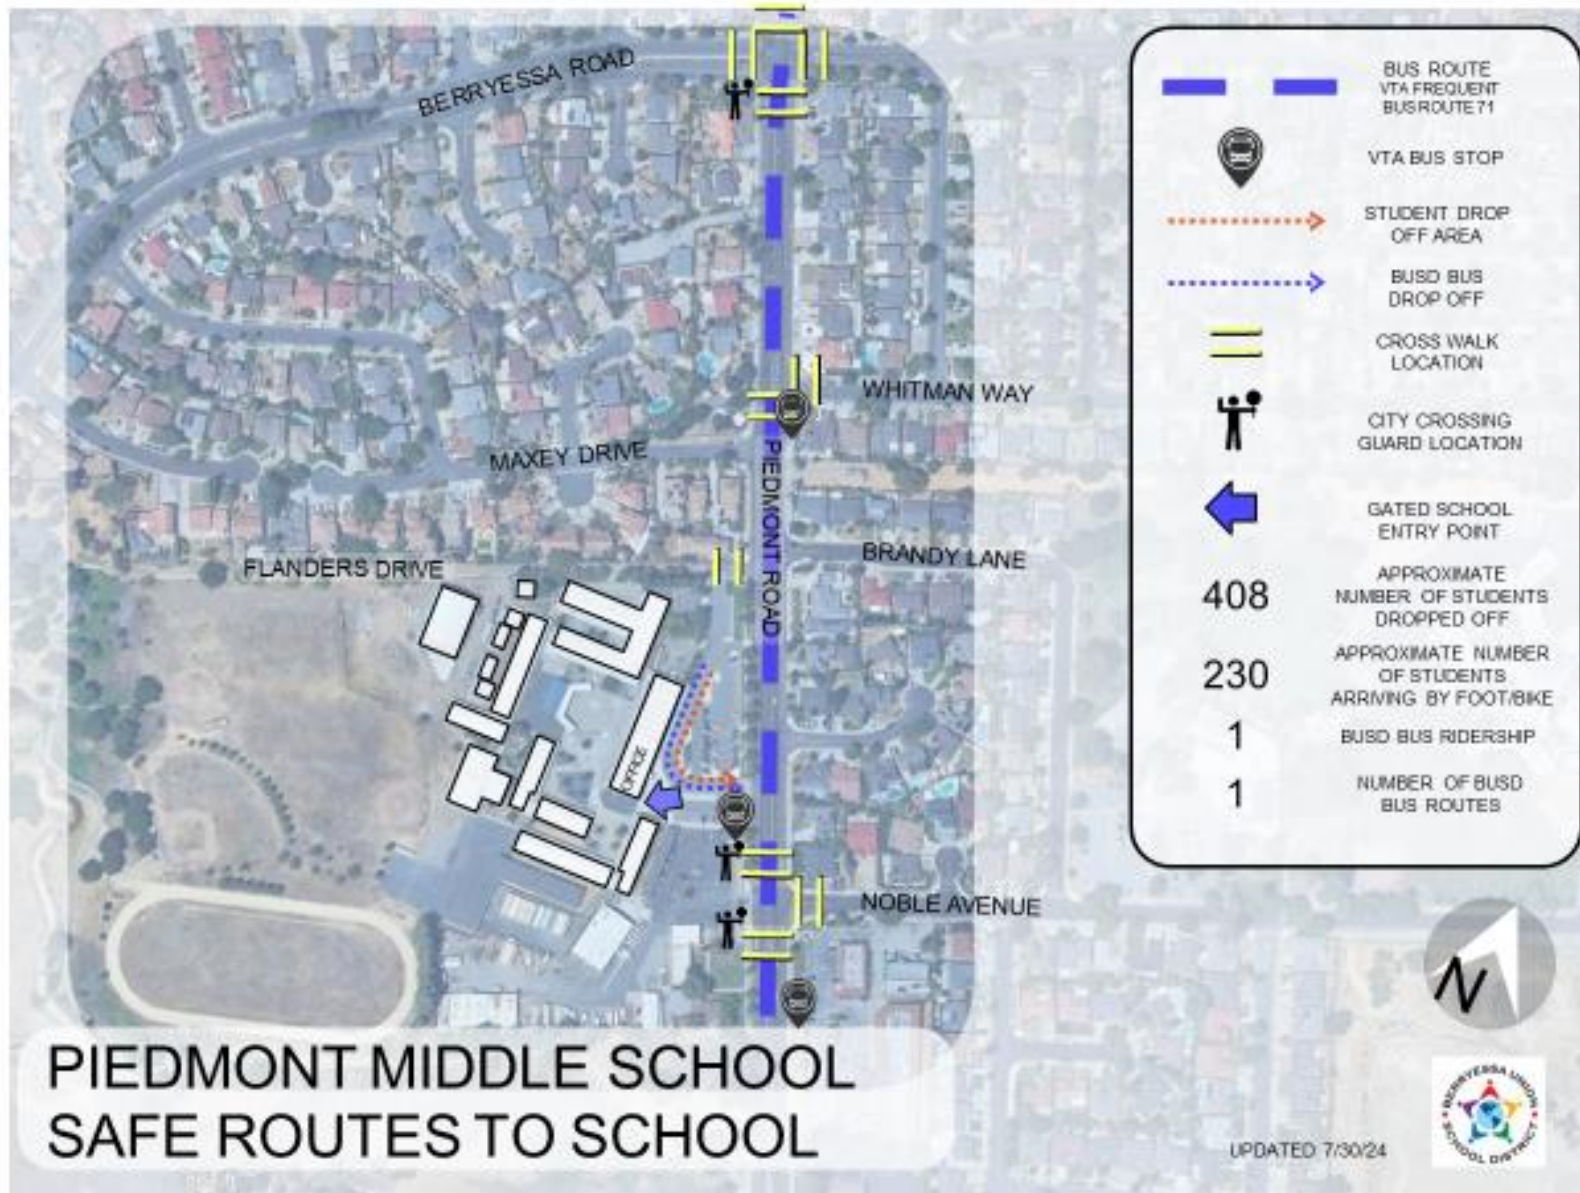 BERRYESSA ROAD
WHITMAN WAY
MAXEY DRIVE
PIEDMONT ROAD
BRANDY LANE
FLANDERS DRIVE
OFFICE
NOBLE AVENUE
BUS ROUTE
VTA FREQUENT
BUS ROUTE 71
VTA BUS STOP
STUDENT DROP
OFF AREA
BUSD BUS
DROP OFF
CROSS WALK
LOCATION
CITY CROSSING
GUARD LOCATION
GATED SCHOOL
ENTRY POINT
408
APPROXIMATE
NUMBER OF STUDENTS
DROPPED OFF
230
APPROXIMATE NUMBER
OF STUDENTS
ARRIVING BY FOOT/BIKE
1
BUSD BUS RIDERSHIP
1
NUMBER OF BUSD
BUS ROUTES
N
PIEDMONT MIDDLE SCHOOL
SAFE ROUTES TO SCHOOL
UPDATED 7/30/24
BERRYESSA UNION
SCHOOL DISTRICT